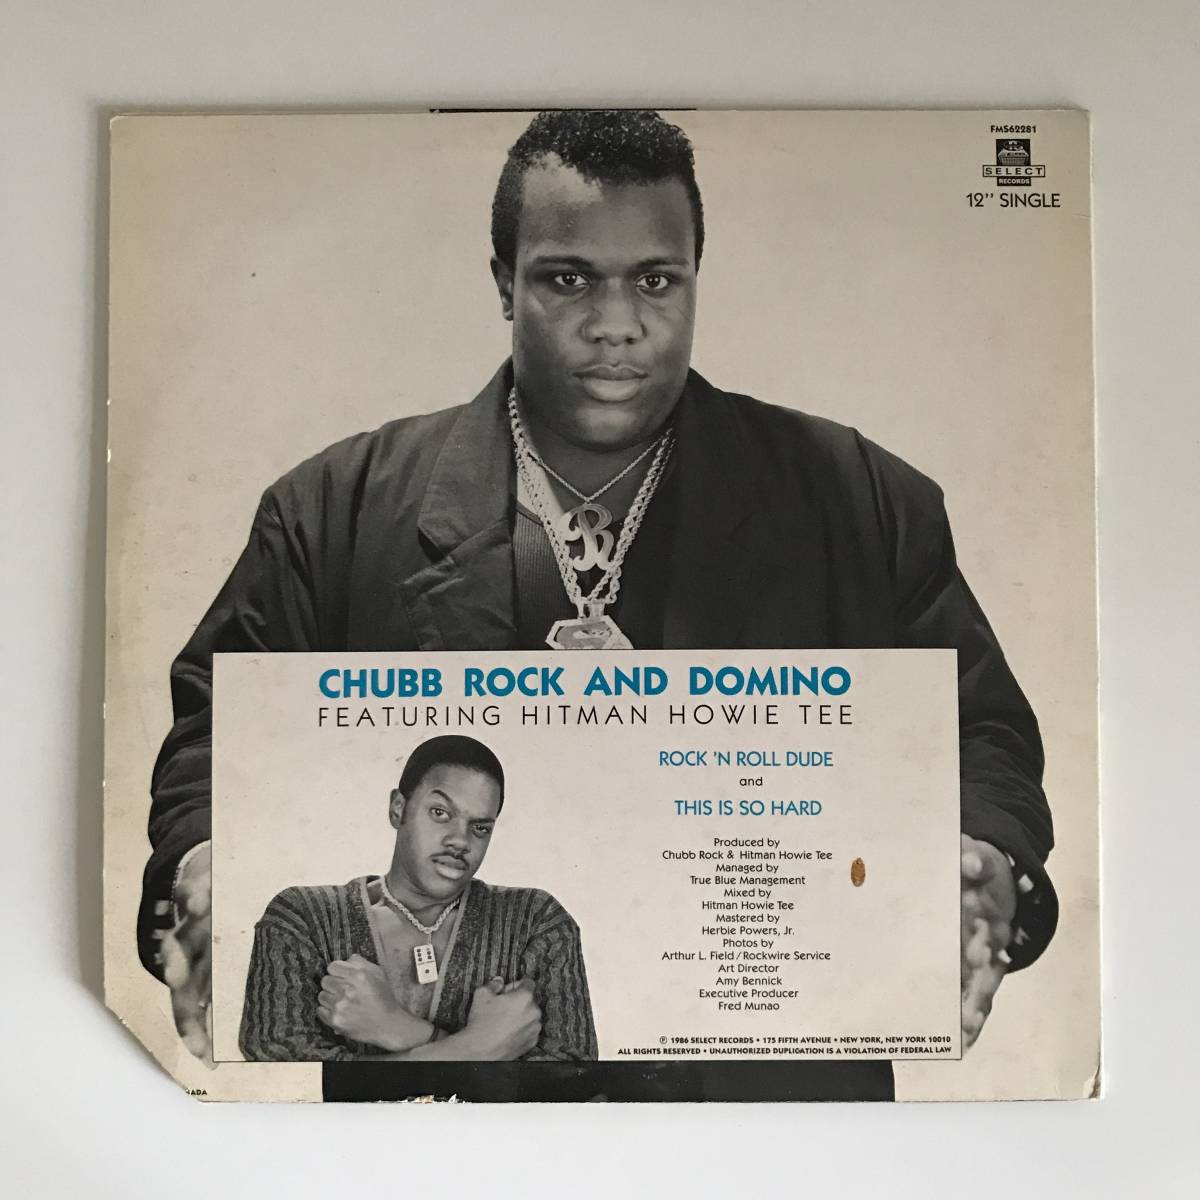 FMS62281
SELECT
RECORDS
12" SINGLE
R
CHUBB ROCK AND DOMINO
FEATURING HITMAN HOWIE TEE
ROCK 'N ROLL DUDE
and
THIS IS SO HARD
Produced by
Chubb Rock & Hitman Howie Tee
Managed by
True Blue Management
Mixed by
Hitman Howie Tee
Mastered by
Herbie Powers, Jr.
Photos by
Arthur L. Field/Rockwire Service
Art Director
Amy Bennick
Executive Producer
Fred Munao
℗ 1986 SELECT RECORDS • 175 FIFTH AVENUE • NEW YORK, NEW YORK 10010
ALL RIGHTS RESERVED • UNAUTHORIZED DUPLICATION IS A VIOLATION OF FEDERAL LAW
ADA